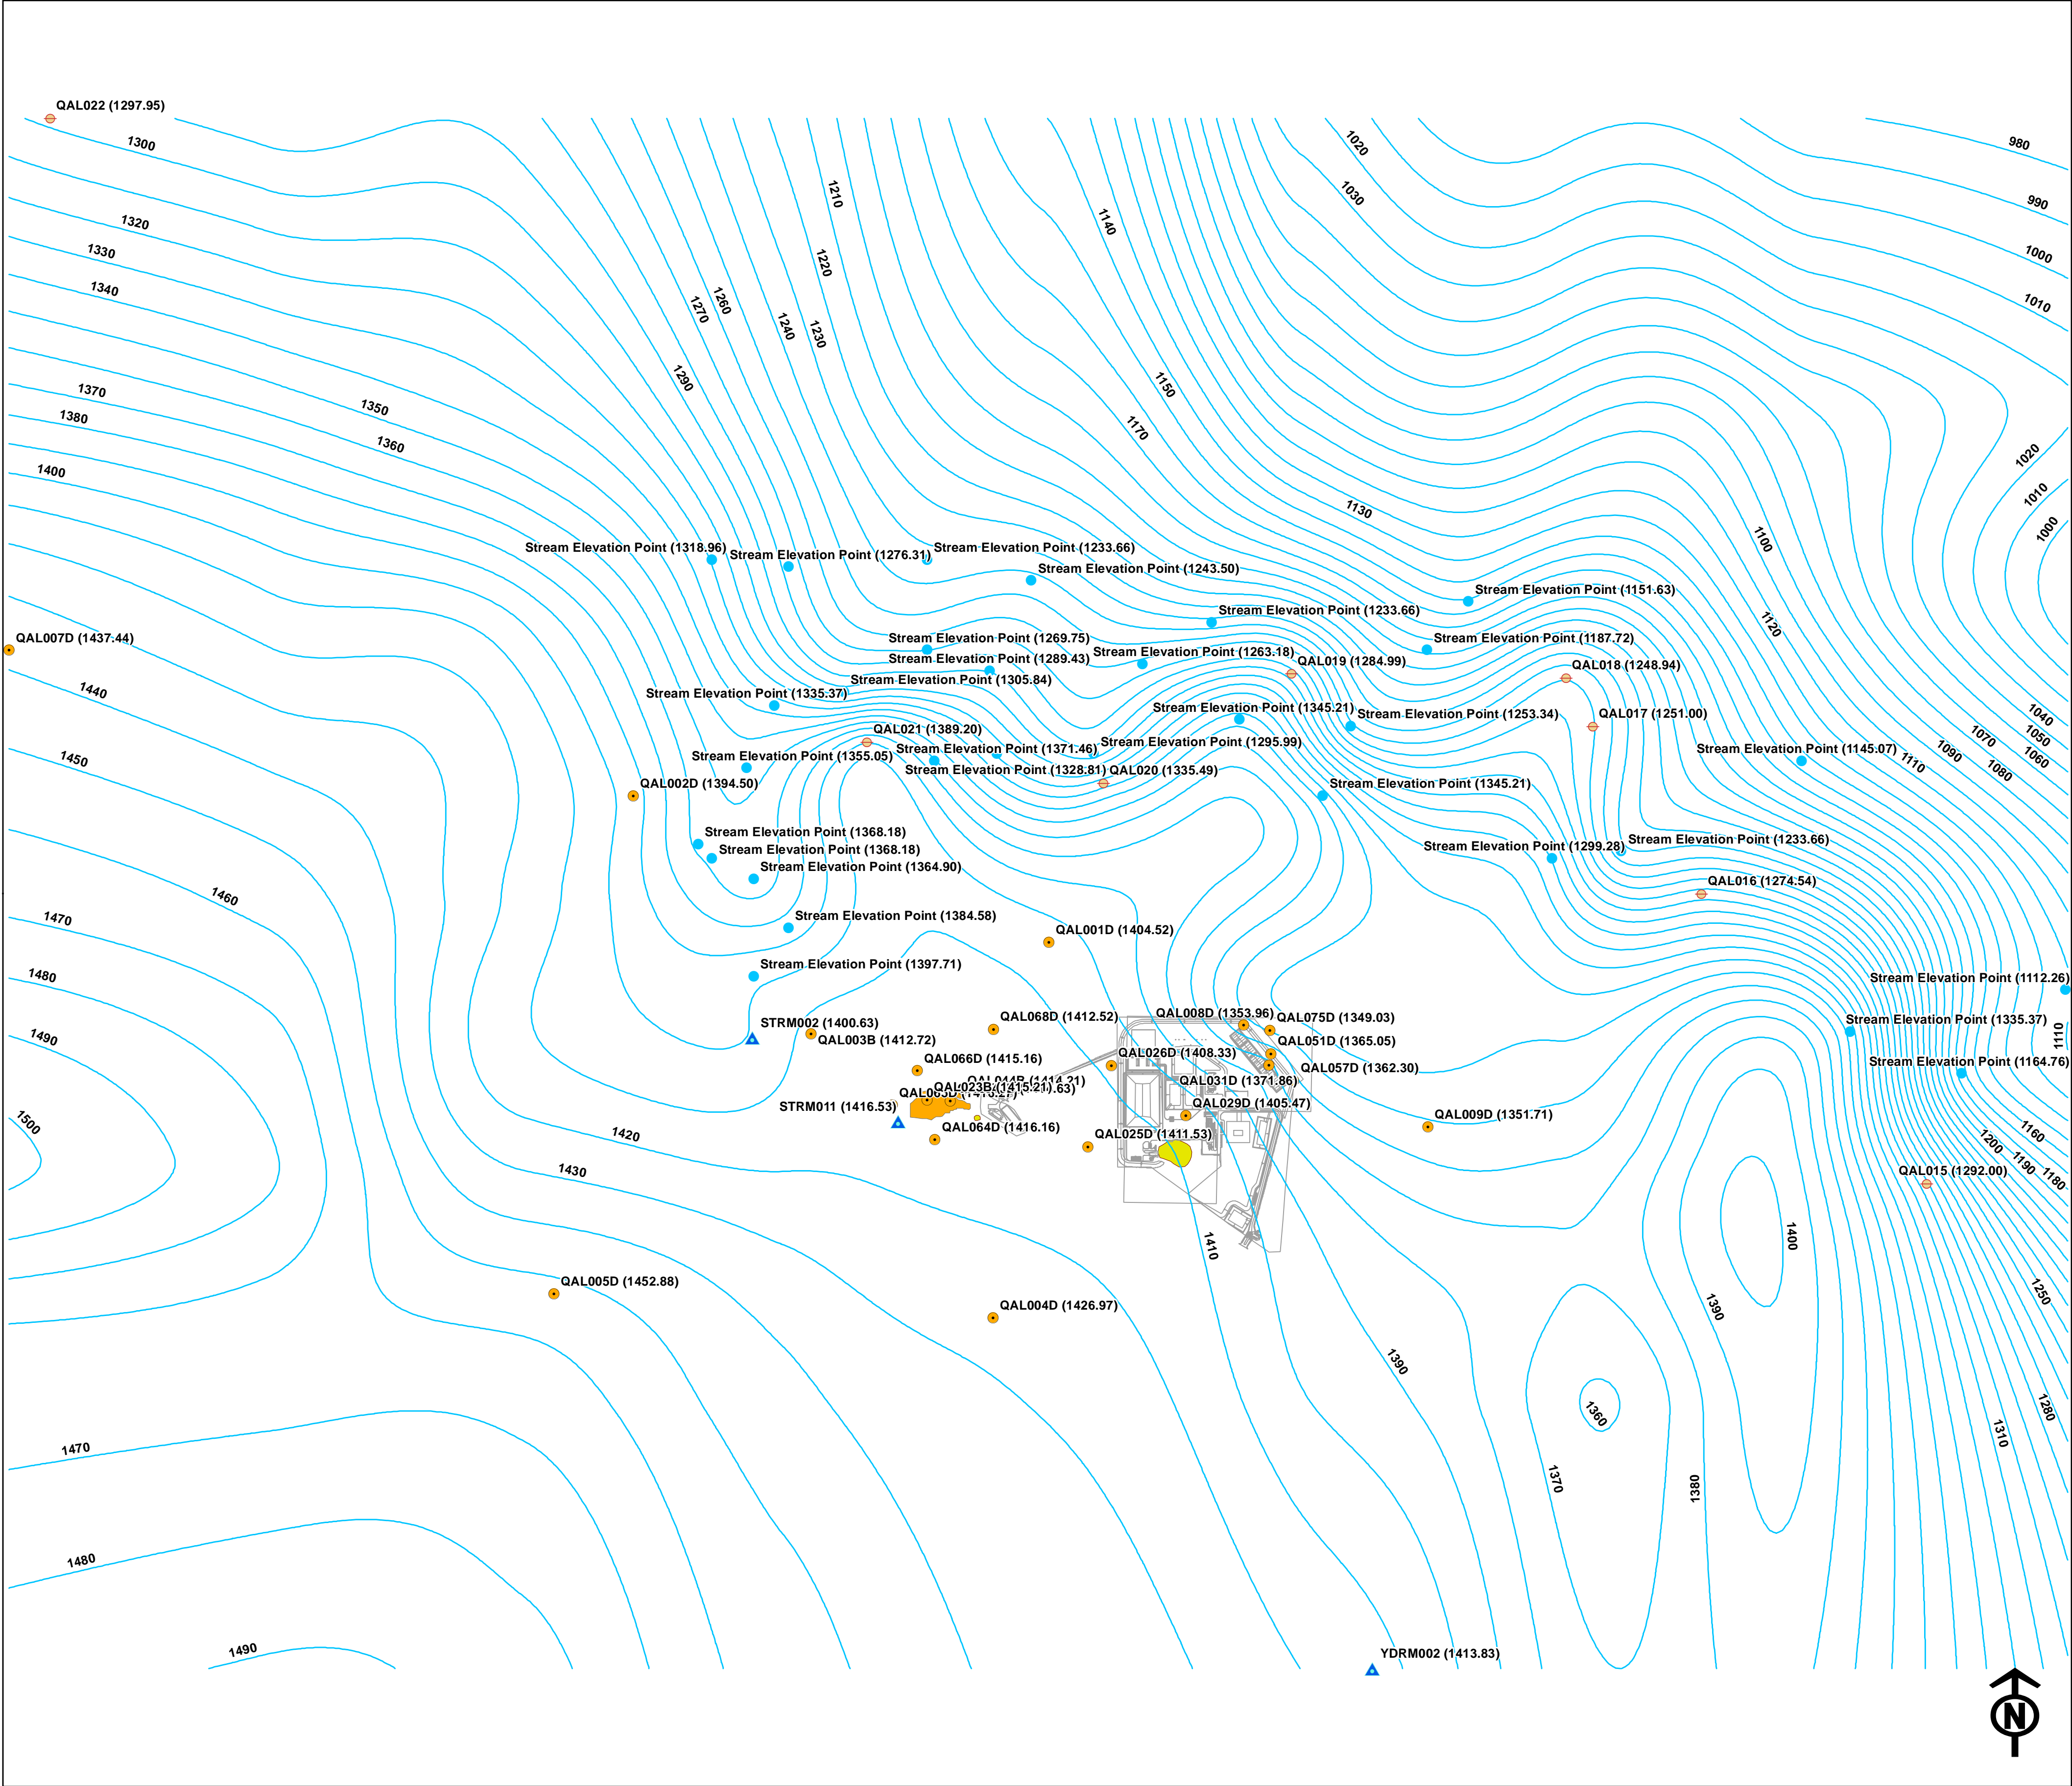 QAL022 (1297.95)
1300
1320
1330
1340
1370
1380
1350
1360
1400
1210
1220
1270
1260
1240
1230
1290
1140
1150
1170
1020
1030
980
990
1000
1010
1020
1010
1000
1130
1100
1120
Stream Elevation Point (1318.96)
Stream Elevation Point (1276.31)
Stream Elevation Point (1233.66)
Stream Elevation Point (1243.50)
Stream Elevation Point (1151.63)
Stream Elevation Point (1233.66)
QAL007D (1437.44)
Stream Elevation Point (1269.75)
Stream Elevation Point (1187.72)
Stream Elevation Point (1289.43)
Stream Elevation Point (1263.18)
QAL019 (1284.99)
QAL018 (1248.94)
Stream Elevation Point (1305.84)
Stream Elevation Point (1335.37)
1440
Stream Elevation Point (1345.21)
Stream Elevation Point (1253.34)
QAL017 (1251.00)
1040
1050
1060
1070
1080
1090
1110
QAL021 (1389.20)
Stream Elevation Point (1371.46)
Stream Elevation Point (1295.99)
Stream Elevation Point (1145.07)
Stream Elevation Point (1355.05)
1450
Stream Elevation Point (1328.81)
QAL020 (1335.49)
QAL002D (1394.50)
Stream Elevation Point (1345.21)
Stream Elevation Point (1368.18)
Stream Elevation Point (1368.18)
Stream Elevation Point (1299.28)
Stream Elevation Point (1233.66)
Stream Elevation Point (1364.90)
QAL016 (1274.54)
1460
1470
Stream Elevation Point (1384.58)
QAL001D (1404.52)
Stream Elevation Point (1397.71)
1480
Stream Elevation Point (1112.26)
QAL068D (1412.52)
QAL008D (1353.96)
QAL075D (1349.03)
Stream Elevation Point (1335.37)
STRM002 (1400.63)
QAL003B (1412.72)
1490
1110
QAL051D (1365.05)
QAL026D (1408.33)
QAL066D (1415.16)
QAL057D (1362.30)
Stream Elevation Point (1164.76)
QAL031D (1371.86)
QAL023B (1415.21)
STRM011 (1416.53)
QAL029D (1405.47)
QAL009D (1351.71)
1500
QAL064D (1416.16)
QAL025D (1411.53)
1420
1430
1160
1200
1190
1180
QAL015 (1292.00)
1410
1400
QAL005D (1452.88)
QAL004D (1426.97)
1390
1250
1390
1360
1280
1310
1470
1370
1380
1480
1490
YDRM002 (1413.83)
N